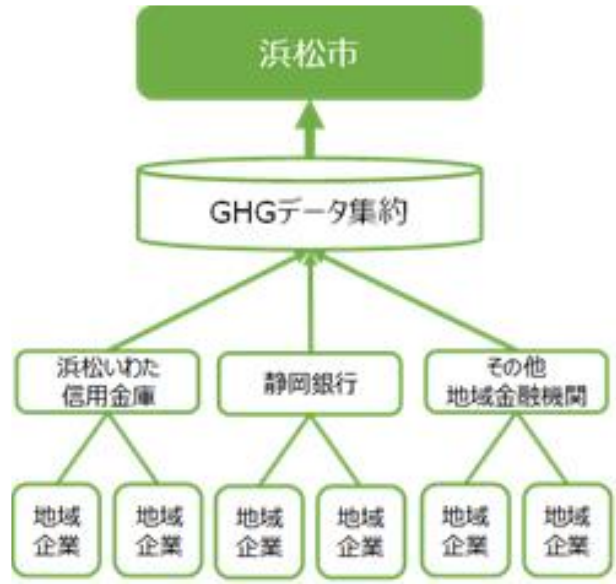 浜松市
GHGデータ集約
浜松いわた
信用金庫
静岡銀行
その他
地域金融機関
地域
企業
地域
企業
地域
企業
地域
企業
地域
企業
地域
企業